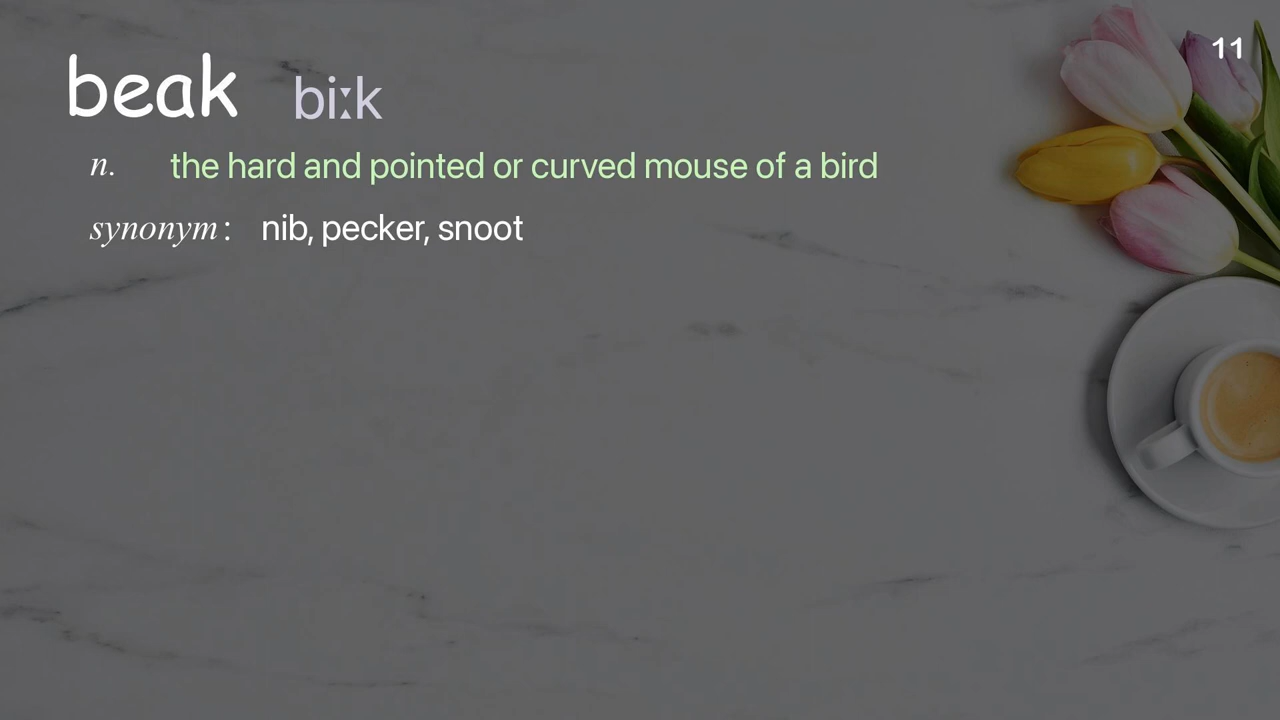 11
beak bi:k
n. the hard and pointed or curved mouse of a bird
synonym: nib, pecker, snoot